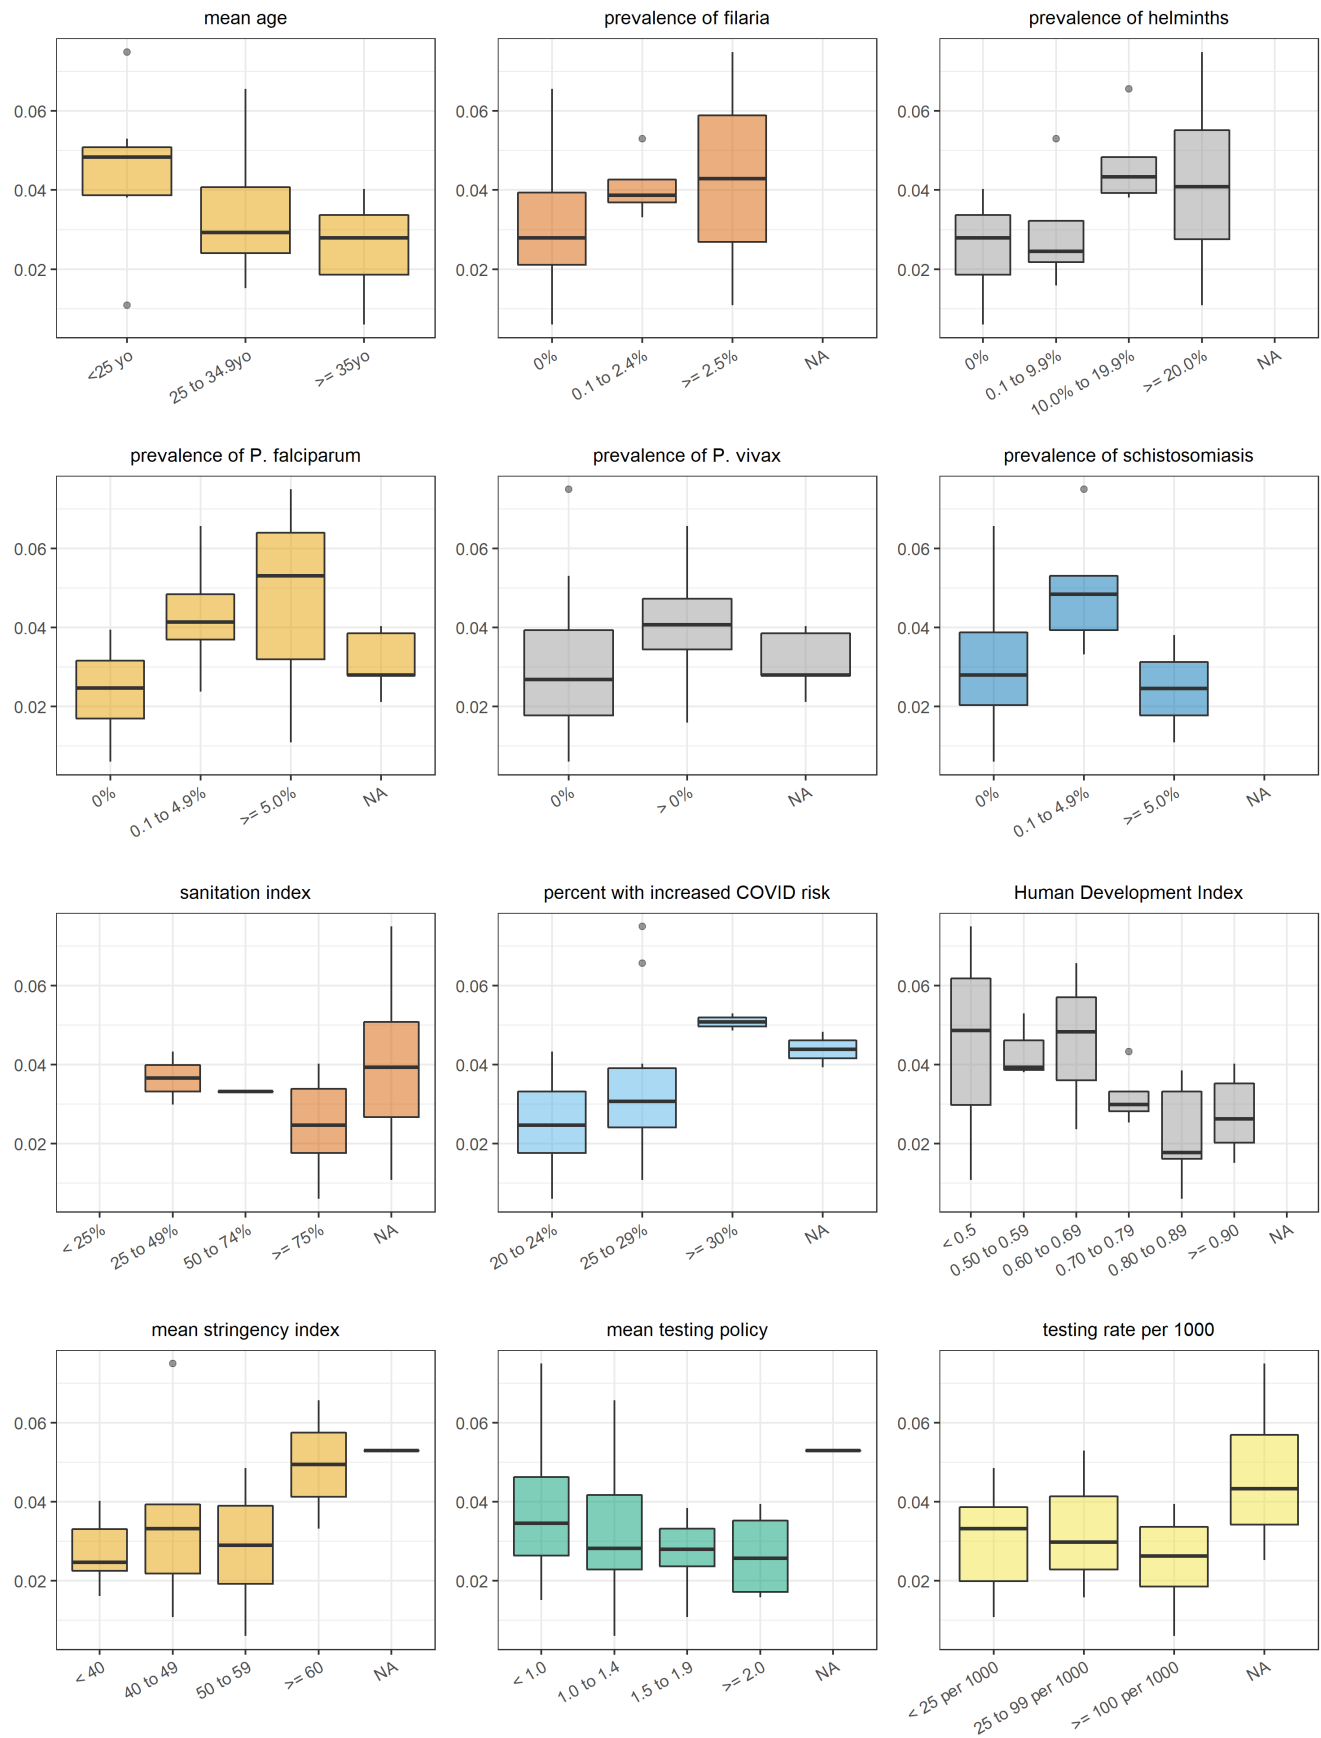 mean age
prevalence of filaria
prevalence of helminths
0.06
0.04
0.02
0.06
0.04
0.02
0.06
0.04
0.02
<25 yo
25 to 34.9yo
>= 35yo
0%
0.1 to 2.4%
>= 2.5%
NA
0%
0.1 to 9.9%
10.0% to 19.9%
>= 20.0%
NA
prevalence of P. falciparum
prevalence of P. vivax
prevalence of schistosomiasis
0.06
0.04
0.02
0.06
0.04
0.02
0.06
0.04
0.02
0%
0.1 to 4.9%
>= 5.0%
NA
0%
> 0%
NA
0%
0.1 to 4.9%
>= 5.0%
NA
sanitation index
percent with increased COVID risk
Human Development Index
0.06
0.04
0.02
0.06
0.04
0.02
0.06
0.04
0.02
< 25%
25 to 49%
50 to 74%
>= 75%
NA
20 to 24%
25 to 29%
>= 30%
NA
< 0.5
0.50 to 0.59
0.60 to 0.69
0.70 to 0.79
0.80 to 0.89
>= 0.90
NA
mean stringency index
mean testing policy
testing rate per 1000
0.06
0.04
0.02
0.06
0.04
0.02
0.06
0.04
0.02
< 40
40 to 49
50 to 59
>= 60
NA
< 1.0
1.0 to 1.4
1.5 to 1.9
>= 2.0
NA
< 25 per 1000
25 to 99 per 1000
>= 100 per 1000
NA